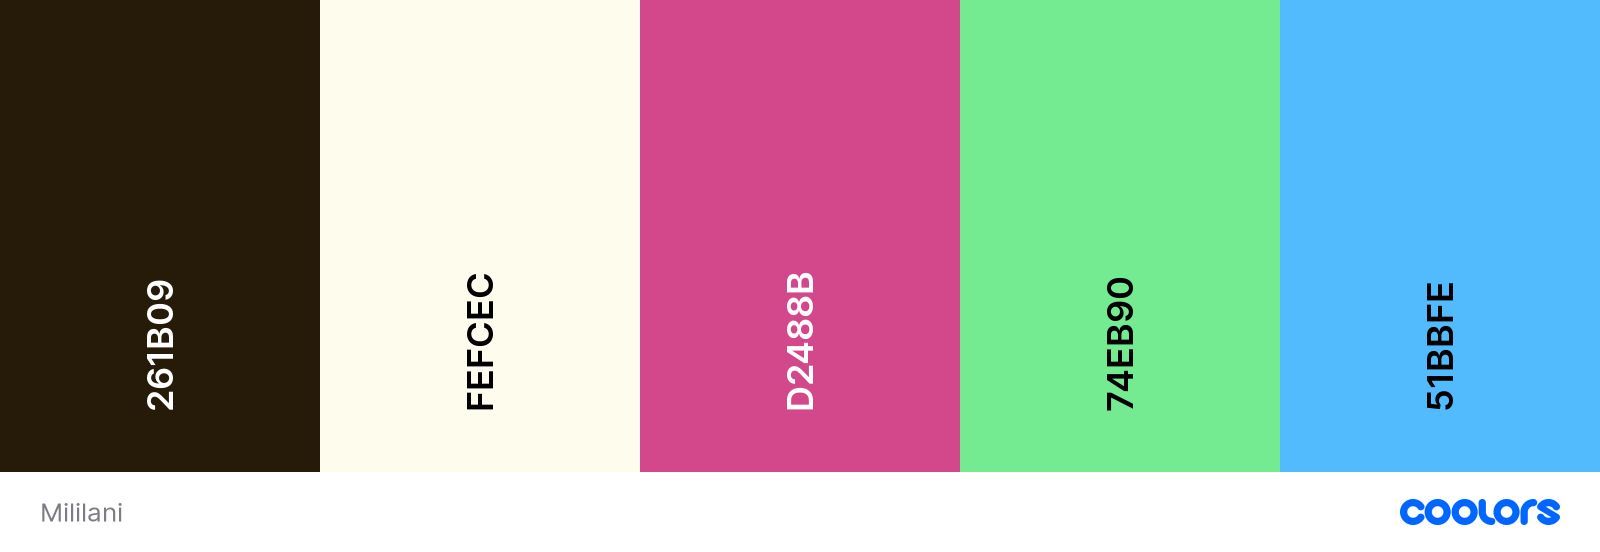 261B09
FEFCEC
D2488B
74EB90
51BBFE
Mililani
coolors